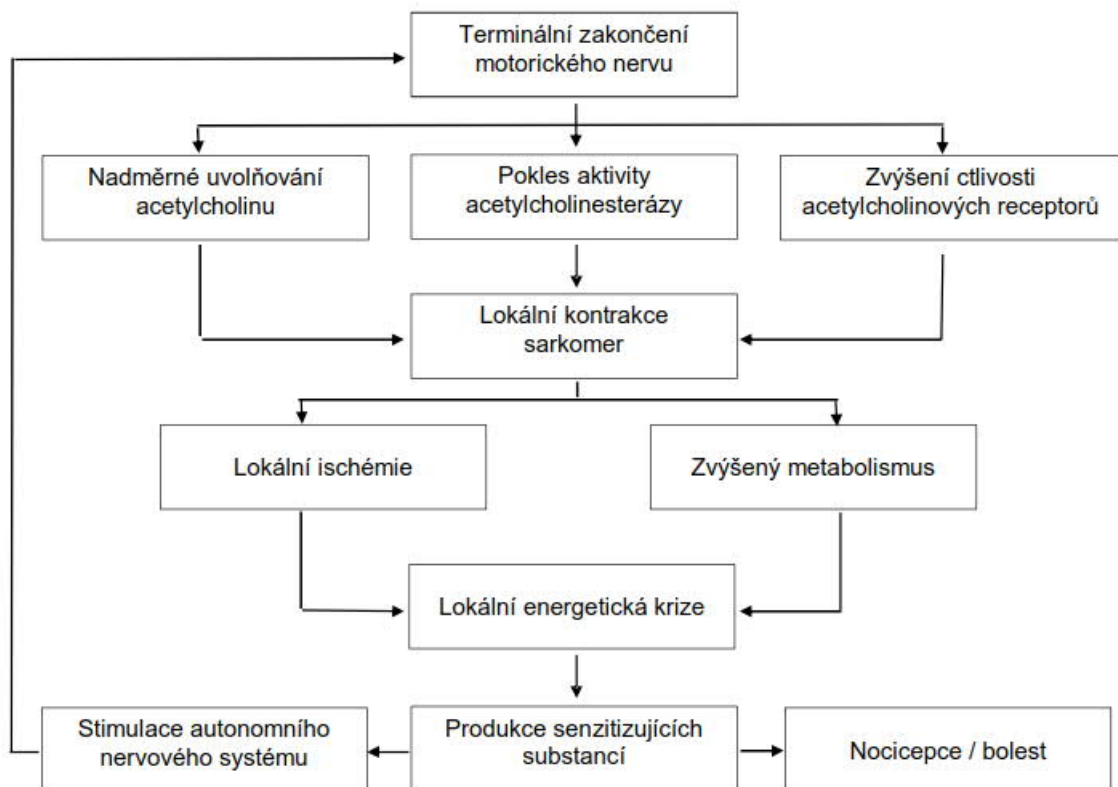 Terminální zakončení
motorického nervu
Nadměrné uvolňování
acetylcholinu
Pokles aktivity
acetylcholinesterázy
Zvýšení ctlivosti
acetylcholinových receptorů
Lokální kontrakce
sarkomer
Lokální ischémie
Zvýšený metabolismus
Lokální energetická krize
Stimulace autonomního
nervového systému
Produkce senzitizujících
substancí
Nocicepce / bolest